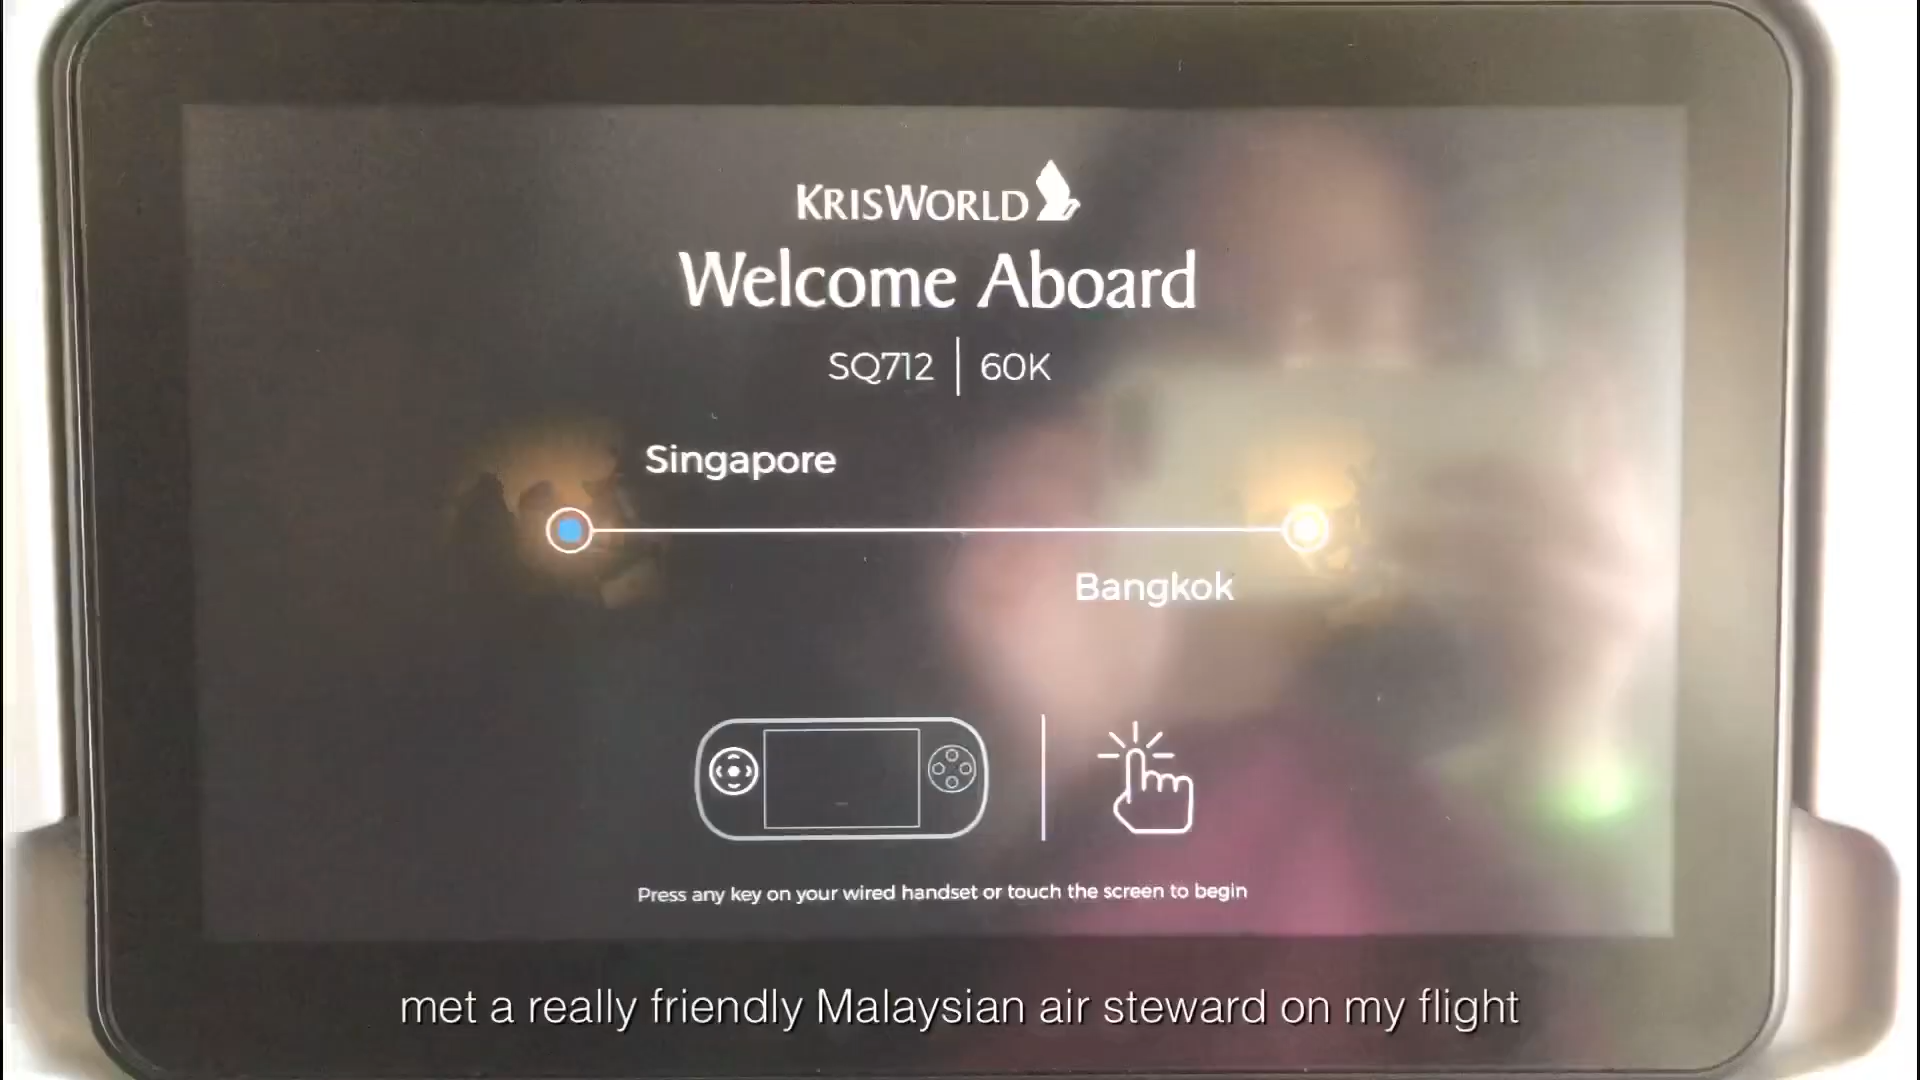 KRISWORLD
Welcome Aboard
SQ712 | 60K
Singapore
Bangkok
Press any key on your wired handset or touch the screen to begin
met a really friendly Malaysian air steward on my flight